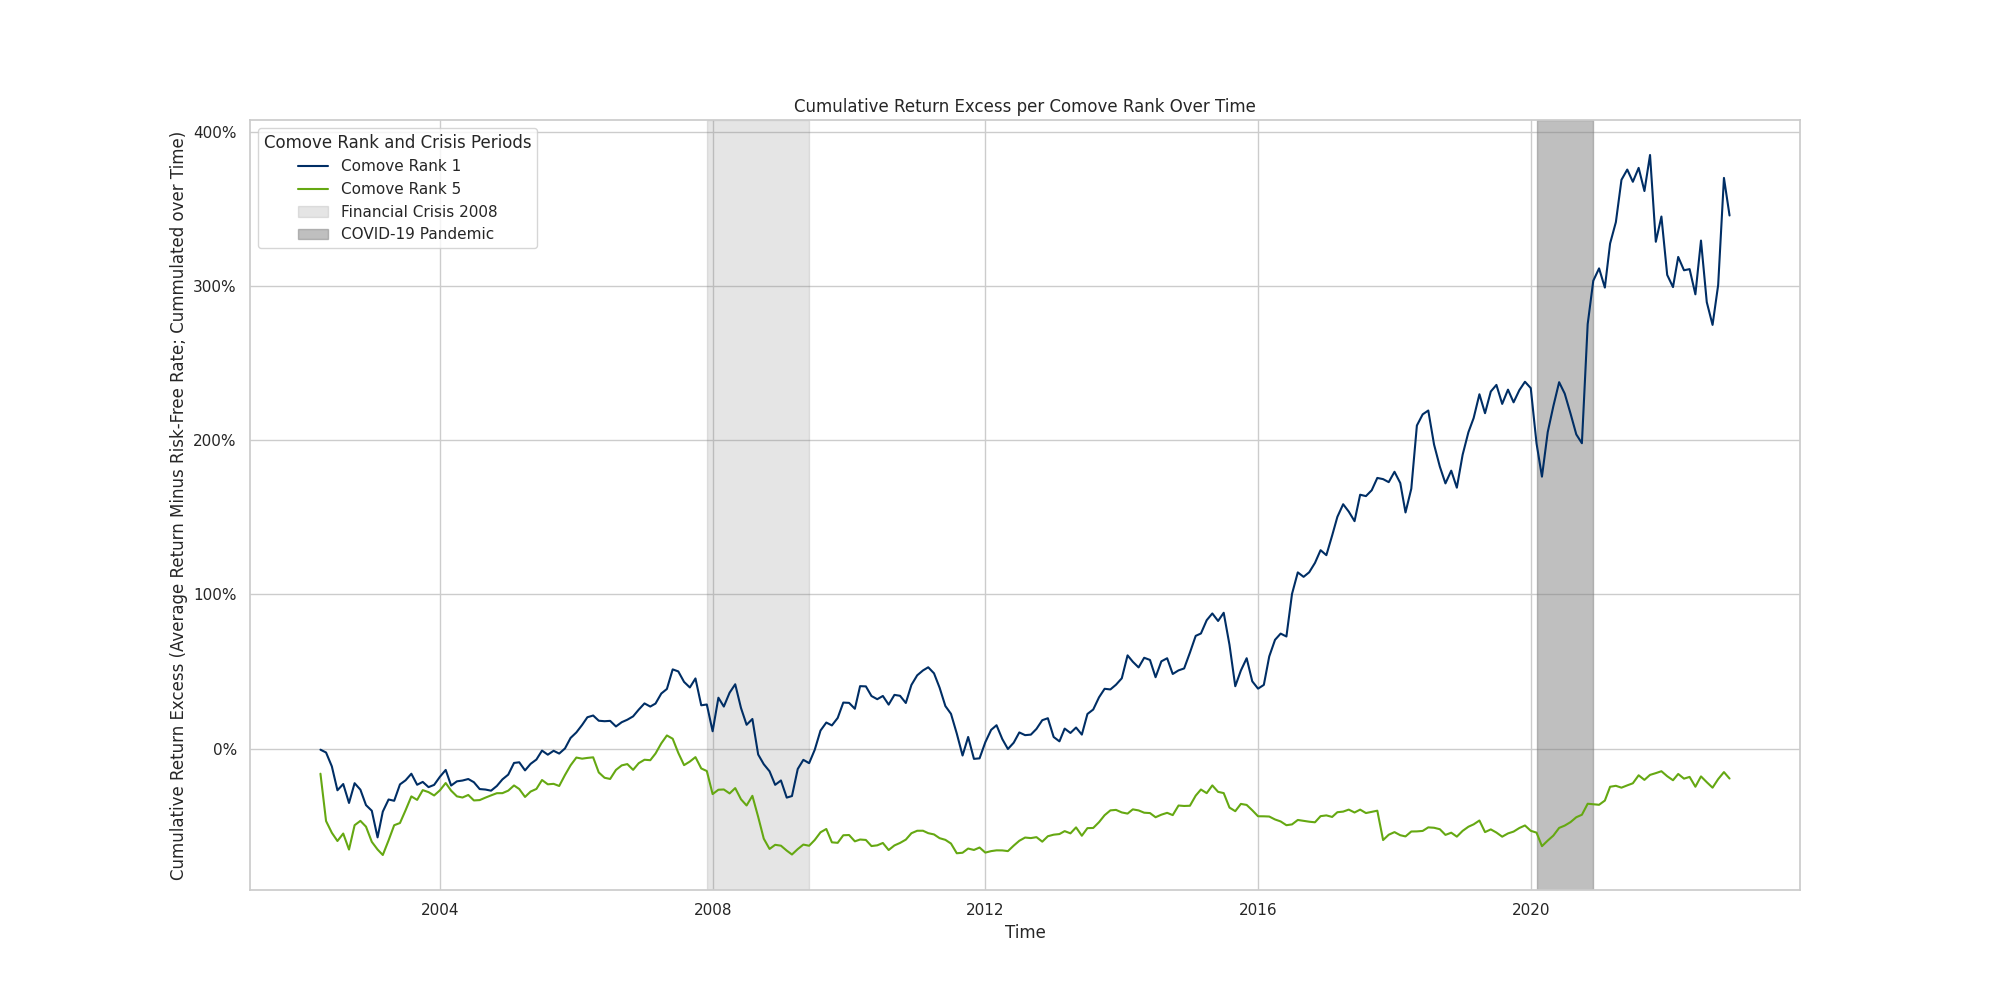 Cumulative Return Excess per Comove Rank Over Time
Cumulative Return Excess (Average Return Minus Risk-Free Rate; Cummulated over Time)
400%
300%
200%
100%
0%
Comove Rank and Crisis Periods
Comove Rank 1
Comove Rank 5
Financial Crisis 2008
COVID-19 Pandemic
2004 2008 2012 2016 2020
Time